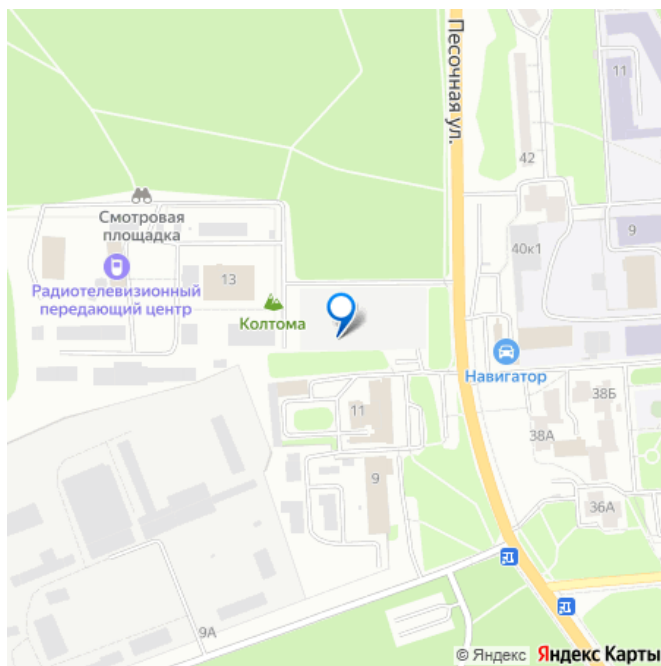 Песочная ул.
11
42
Смотровая
площадка
9
40к1
Радиотелевизионный
передающий центр
13
Колтома
Навигатор
38Б
11
38А
9
36А
9А
© Яндекс Яндекс Карты